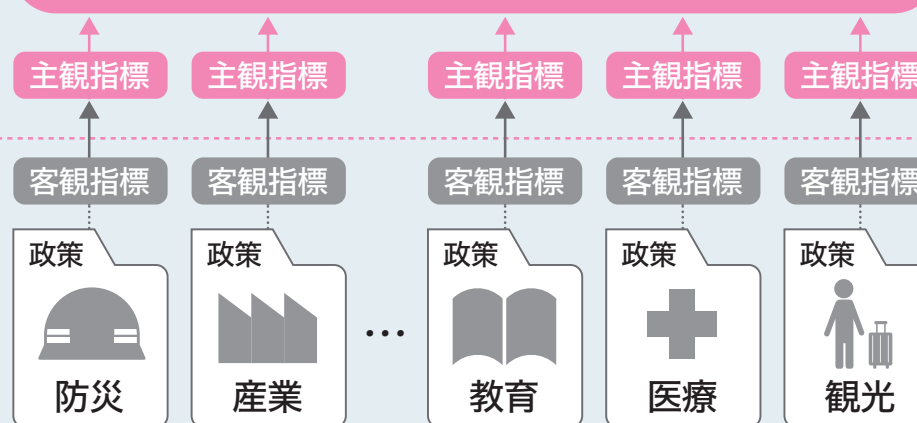 主観指標 主観指標 主観指標 主観指標 主観指標
客観指標 客観指標 客観指標 客観指標 客観指標
政策 政策 政策 政策 政策
…
防災 産業 教育 医療 観光